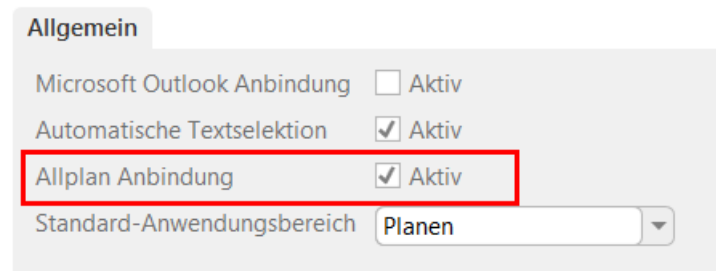 Allgemein
Microsoft Outlook Anbindung Aktiv
Automatische Textselektion Aktiv
Allplan Anbindung Aktiv
Standard-Anwendungsbereich Planen